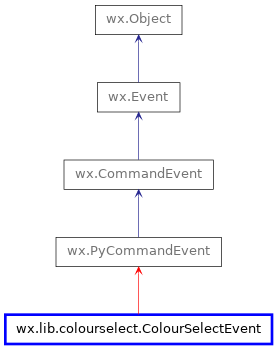 wx.Object
wx.Event
wx.CommandEvent
wx.PyCommandEvent
wx.lib.colourselect.ColourSelectEvent